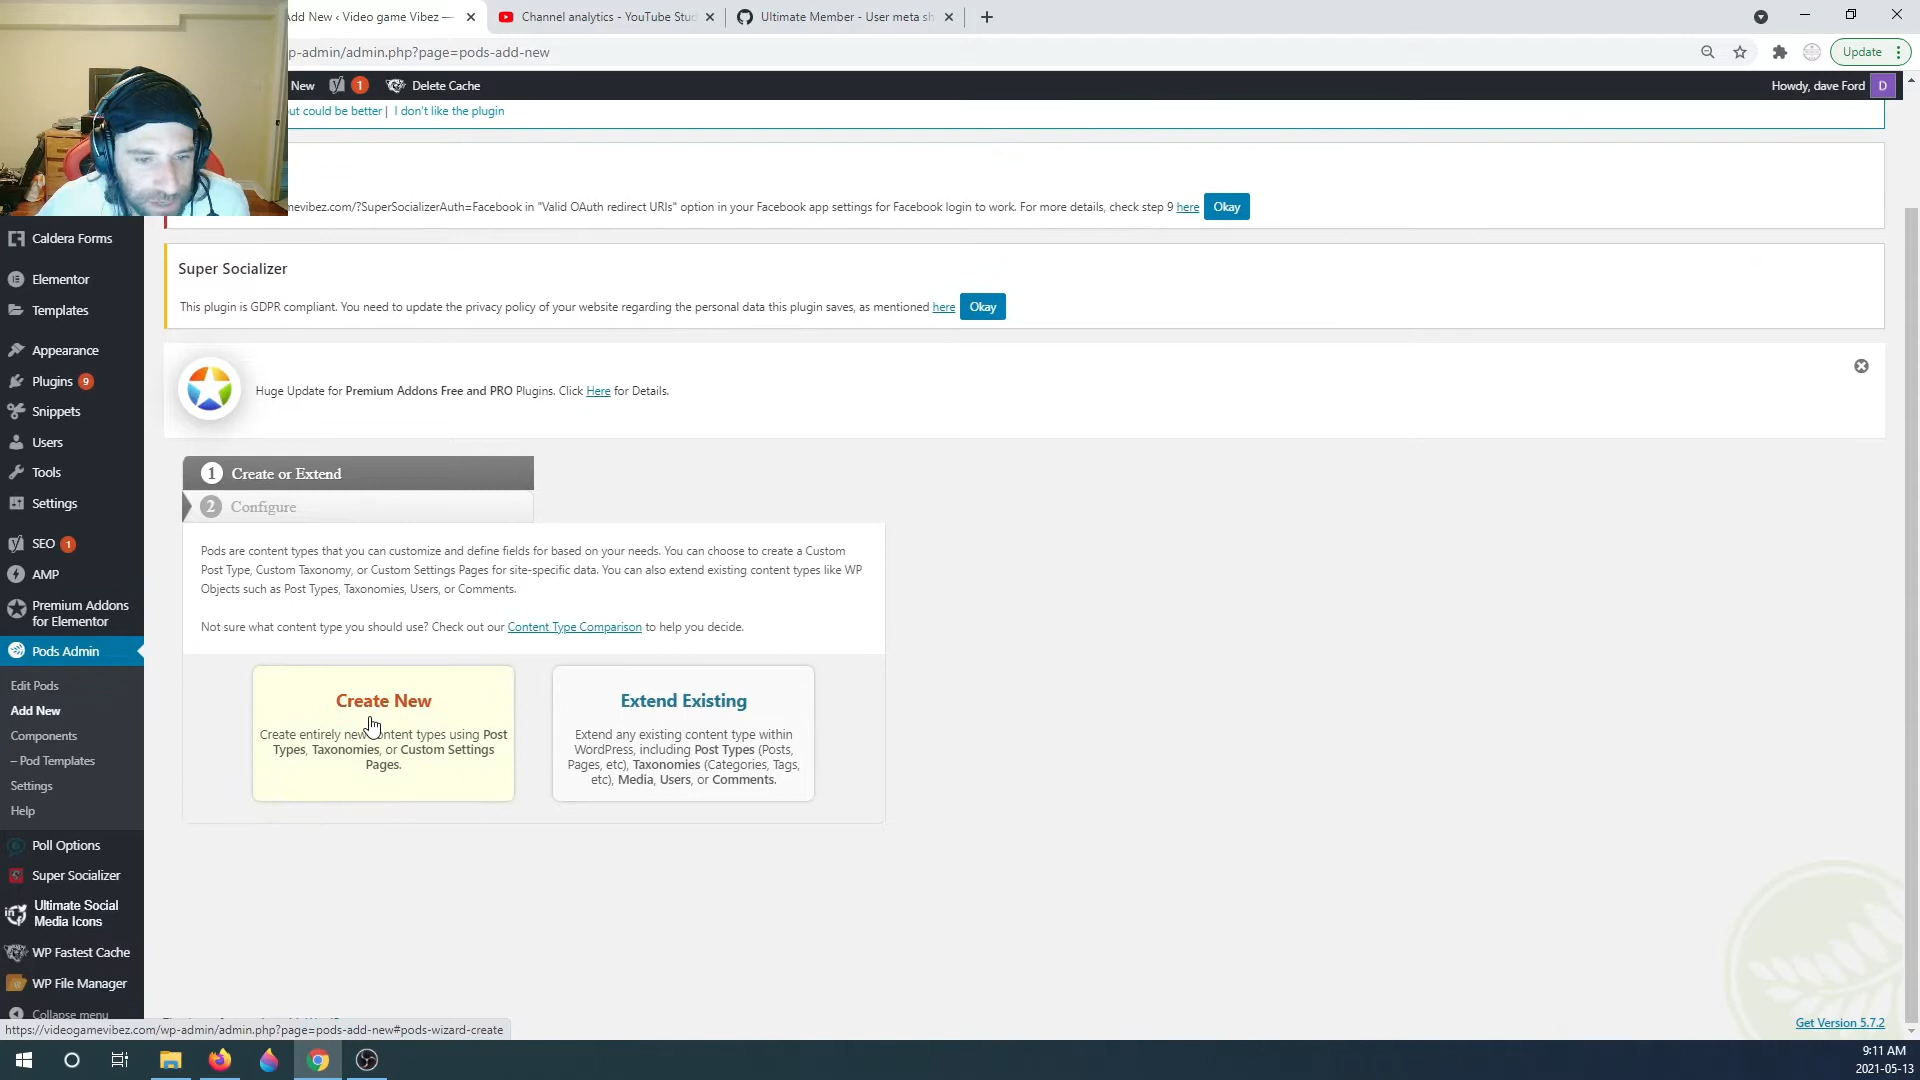 Add New ‹ Video game Vibez —
Channel analytics - YouTube Stud
Ultimate Member - User meta sh
p-admin/admin.php?page=pods-add-new
Update
New
1
Delete Cache
Howdy, dave Ford
D
but could be better | I don't like the plugin
mevibez.com/?SuperSocializerAuth=Facebook in "Valid OAuth redirect URIs" option in your Facebook app settings for Facebook login to work. For more details, check step 9 here
Okay
Super Socializer
This plugin is GDPR compliant. You need to update the privacy policy of your website regarding the personal data this plugin saves, as mentioned here
Okay
Huge Update for Premium Addons Free and PRO Plugins. Click Here for Details.
Caldera Forms
Elementor
Templates
Appearance
Plugins 9
Snippets
Users
Tools
Settings
SEO 1
AMP
Premium Addons
for Elementor
Pods Admin
Edit Pods
Add New
Components
– Pod Templates
Settings
Help
Poll Options
Super Socializer
Ultimate Social
Media Icons
WP Fastest Cache
WP File Manager
Collapse menu
1 Create or Extend
2 Configure
Pods are content types that you can customize and define fields for based on your needs. You can choose to create a Custom
Post Type, Custom Taxonomy, or Custom Settings Pages for site-specific data. You can also extend existing content types like WP
Objects such as Post Types, Taxonomies, Users, or Comments.
Not sure what content type you should use? Check out our Content Type Comparison to help you decide.
Create New
Create entirely new content types using Post
Types, Taxonomies, or Custom Settings
Pages.
Extend Existing
Extend any existing content type within
WordPress, including Post Types (Posts,
Pages, etc), Taxonomies (Categories, Tags,
etc), Media, Users, or Comments.
https://videogamevibez.com/wp-admin/admin.php?page=pods-add-new#pods-wizard-create
Get Version 5.7.2
9:11 AM
2021-05-13